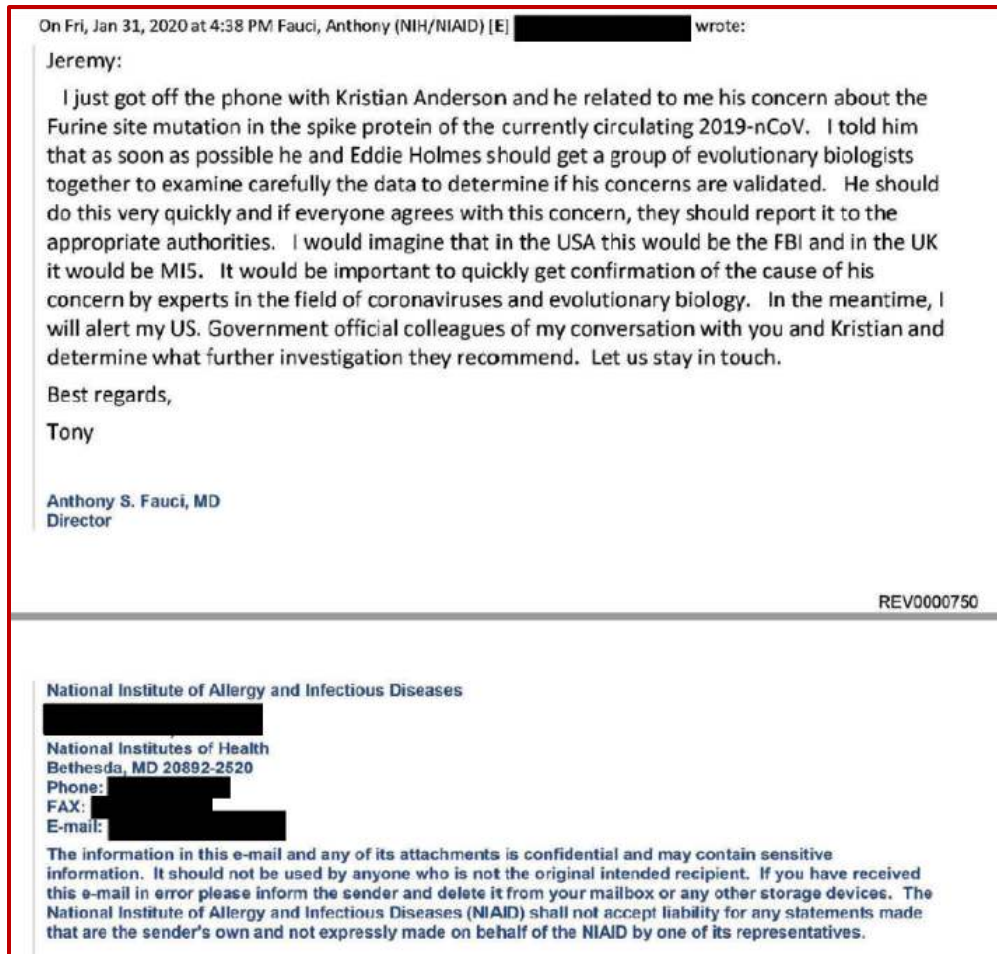 On Fri, Jan 31, 2020 at 4:38 PM Fauci, Anthony (NIH/NIAID) [E] wrote:
Jeremy:
I just got off the phone with Kristian Anderson and he related to me his concern about the
Furine site mutation in the spike protein of the currently circulating 2019-nCoV. I told him
that as soon as possible he and Eddie Holmes should get a group of evolutionary biologists
together to examine carefully the data to determine if his concerns are validated. He should
do this very quickly and if everyone agrees with this concern, they should report it to the
appropriate authorities. I would imagine that in the USA this would be the FBI and in the UK
it would be MI5. It would be important to quickly get confirmation of the cause of his
concern by experts in the field of coronaviruses and evolutionary biology. In the meantime, I
will alert my US. Government official colleagues of my conversation with you and Kristian and
determine what further investigation they recommend. Let us stay in touch.
Best regards,
Tony
Anthony S. Fauci, MD
Director
REV0000750
National Institute of Allergy and Infectious Diseases
National Institutes of Health
Bethesda, MD 20892-2520
Phone:
FAX:
E-mail:
The information in this e-mail and any of its attachments is confidential and may contain sensitive
information. It should not be used by anyone who is not the original intended recipient. If you have received
this e-mail in error please inform the sender and delete it from your mailbox or any other storage devices. The
National Institute of Allergy and Infectious Diseases (NIAID) shall not accept liability for any statements made
that are the sender's own and not expressly made on behalf of the NIAID by one of its representatives.